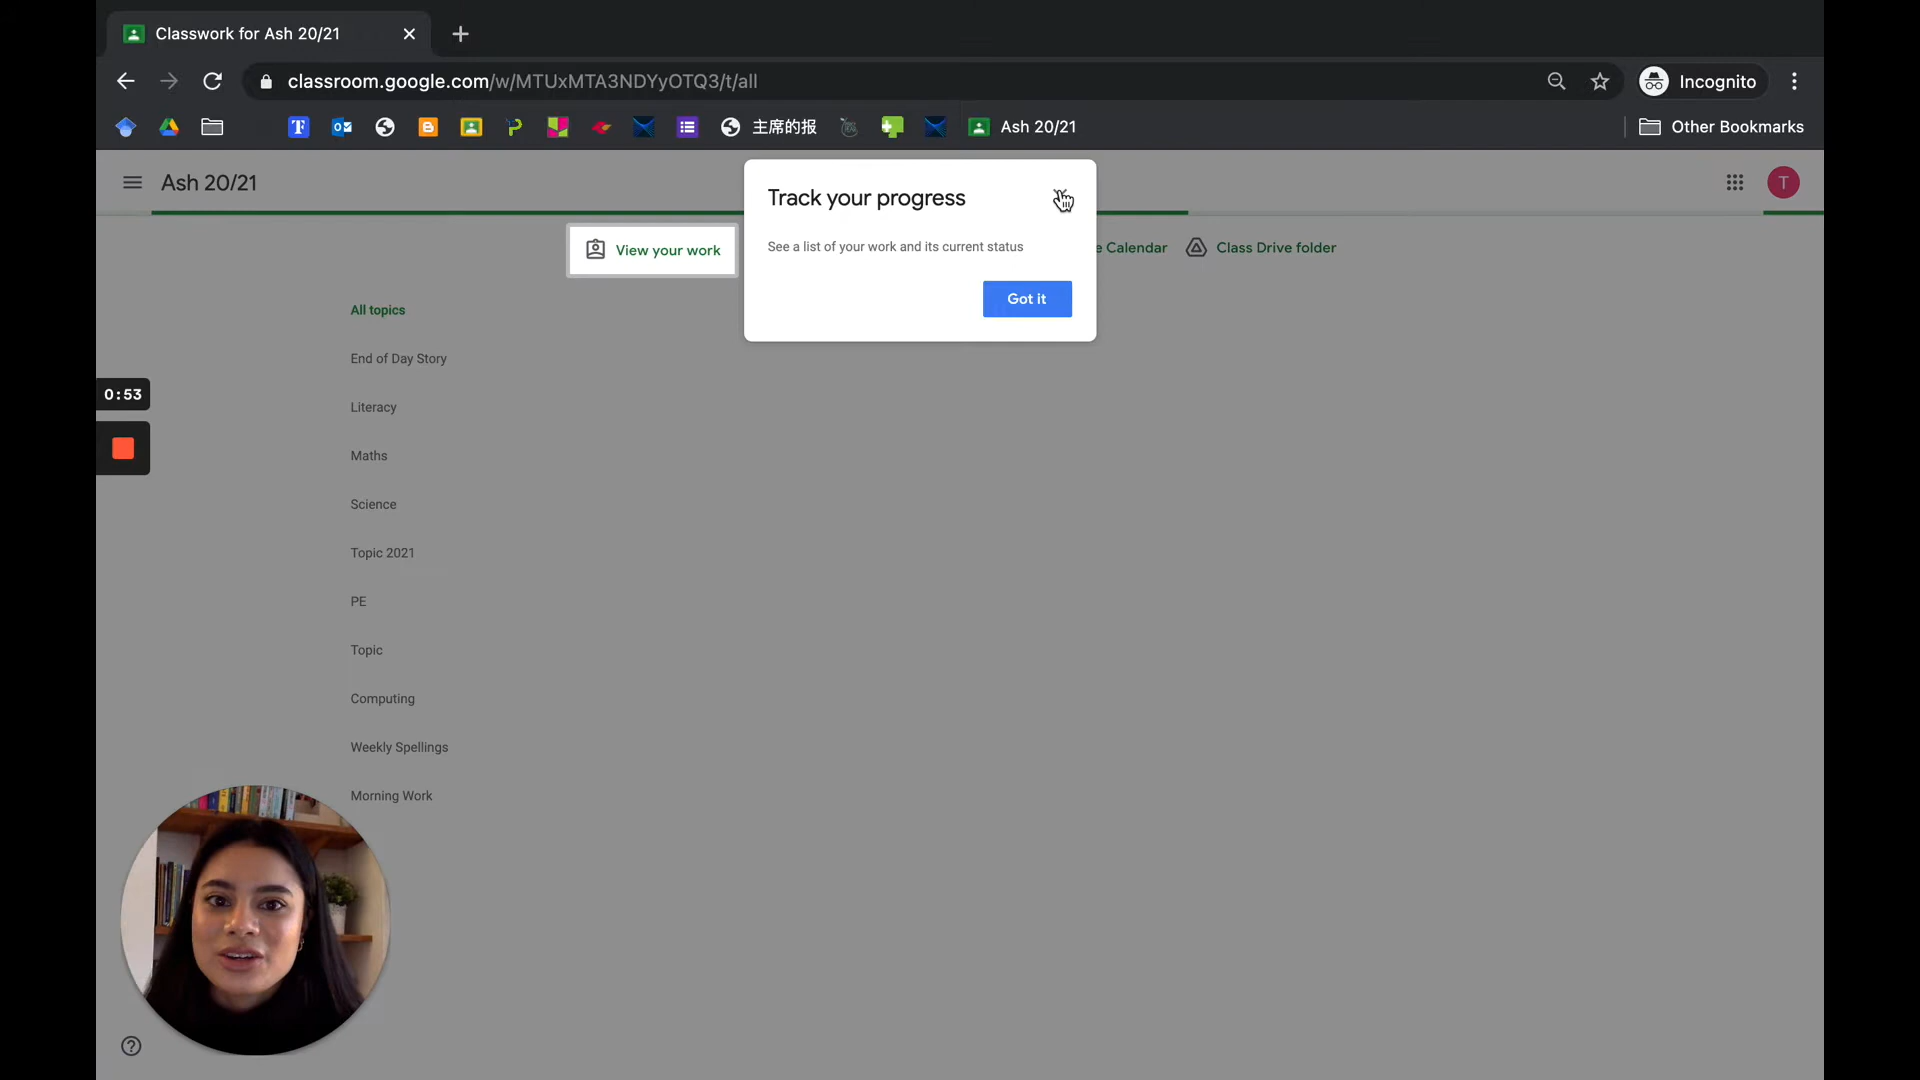 Classwork for Ash 20/21
classroom.google.com/w/MTUxMTA3NDYyOTQ3/t/all
Incognito
主席的报
Ash 20/21
Other Bookmarks
Ash 20/21
Track your progress
T
View your work
See a list of your work and its current status
e Calendar
Class Drive folder
Got it
All topics
End of Day Story
0:53
Literacy
Maths
Science
Topic 2021
PE
Topic
Computing
Weekly Spellings
Morning Work